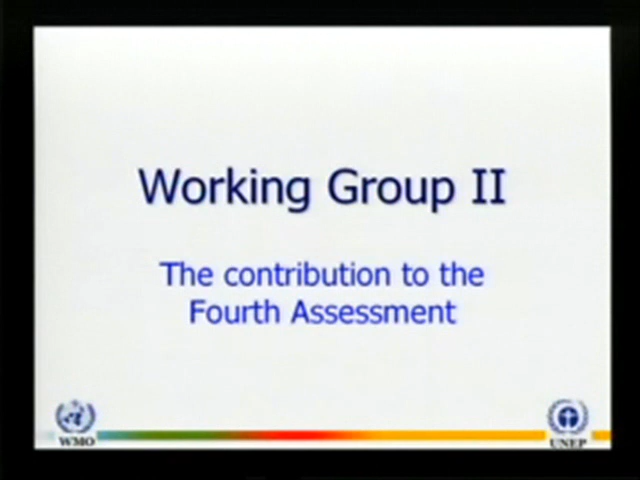 Working Group II
The contribution to the
Fourth Assessment
WMO
UNEP